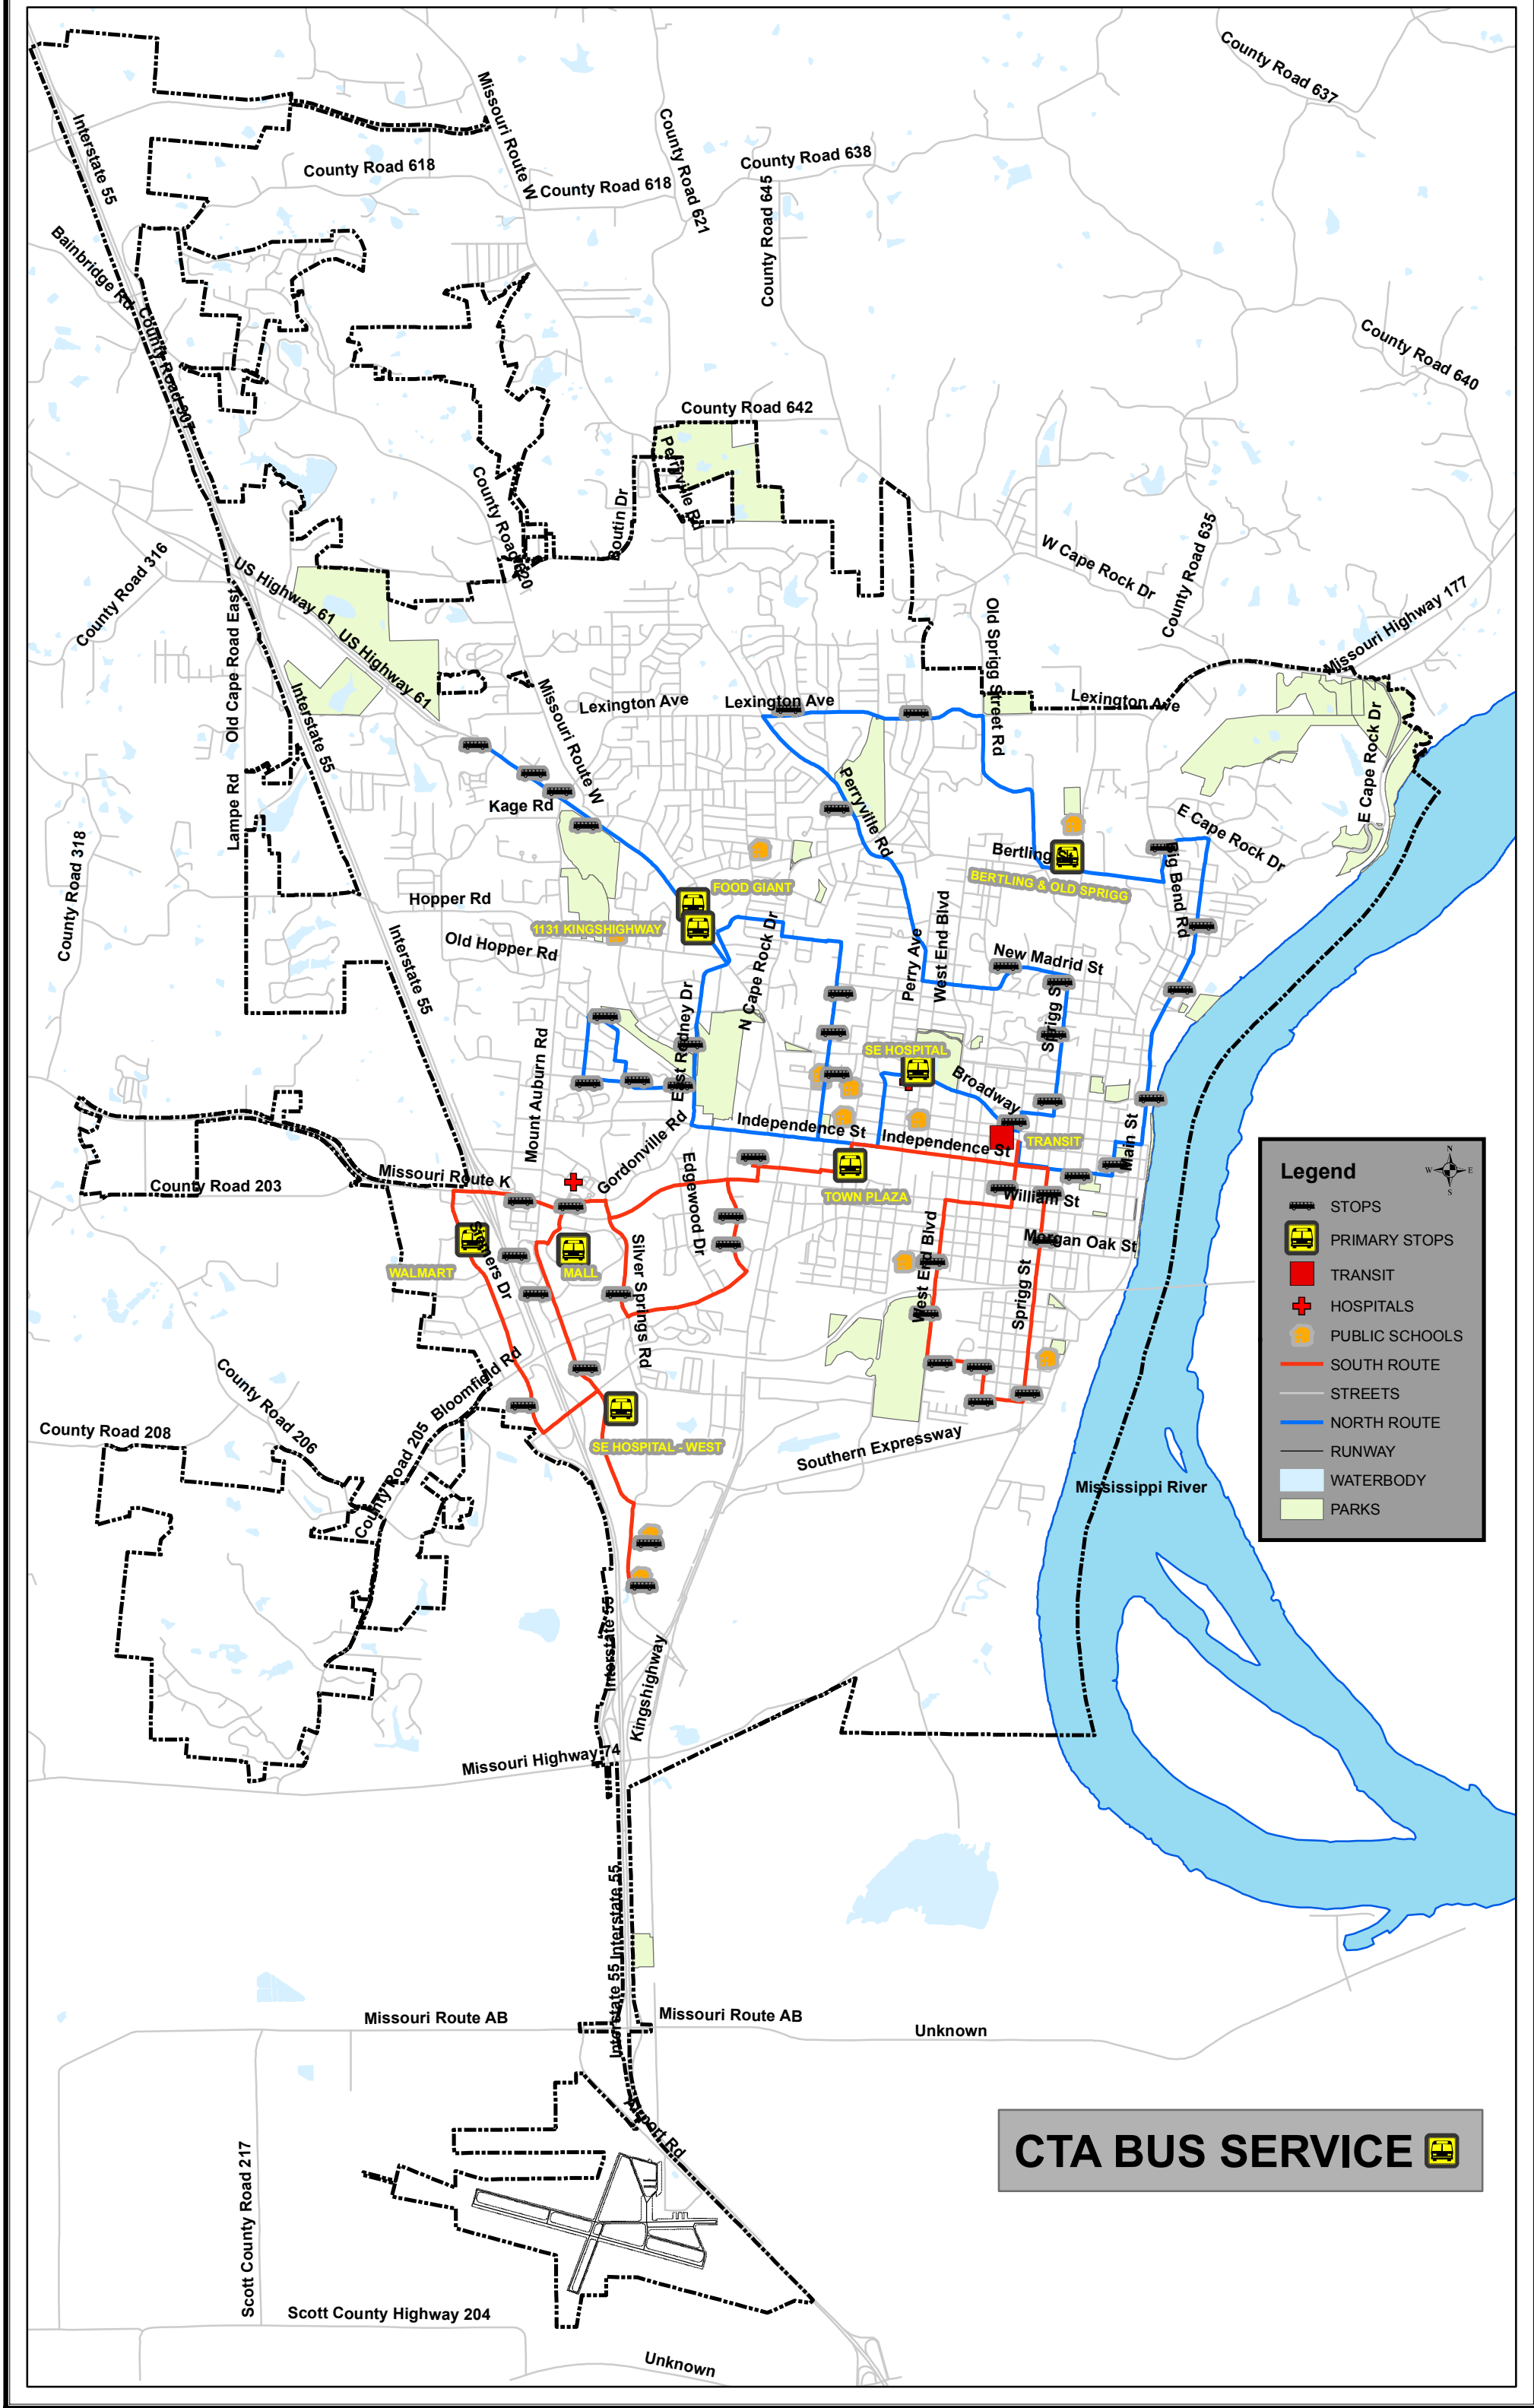 County Road 637
Missouri Route W
Interstate 55
County Road 621
County Road 638
County Road 618
County Road 618
County Road 645
Bainbridge Rd
County Road 307
County Road 640
County Road 642
Perryville Rd
County Road 620
Boutin Dr
County Road 635
W Cape Rock Dr
County Road 316
US Highway 61
US Highway 61
Old Cape Road East
Missouri Highway 177
Old Sprigg Street Rd
Interstate 55
Missouri Route W
Lexington Ave
Lexington Ave
Lexington Ave
E Cape Rock Dr
Lampe Rd
Kage Rd
Perryville Rd
E Cape Rock Dr
County Road 318
Bertling St
BERTLING & OLD SPRIGG
Big Bend Rd
FOOD GIANT
Hopper Rd
1131 KINGSHIGHWAY
Old Hopper Rd
Interstate 55
N Cape Rock Dr
Perry Ave
West End Blvd
New Madrid St
Sprigg St
East Rodney Dr
Mount Auburn Rd
SE HOSPITAL
Broadway
Independence St
Independence St
TRANSIT
Main St
Gordonville Rd
Edgewood Dr
Missouri Route K
County Road 203
TOWN PLAZA
William St
Morgan Oak St
West End Blvd
Sprigg St
Siemers Dr
WALMART
MALL
Silver Springs Rd
Bloomfield Rd
County Road 206
County Road 208
County Road 205
SE HOSPITAL - WEST
Southern Expressway
Mississippi River
Legend
N
W E
S
STOPS
PRIMARY STOPS
TRANSIT
HOSPITALS
PUBLIC SCHOOLS
SOUTH ROUTE
STREETS
NORTH ROUTE
RUNWAY
WATERBODY
PARKS
Interstate 55
Kingshighway
Missouri Highway 74
Interstate 55
Interstate 55
Missouri Route AB
Missouri Route AB
Unknown
Airport Rd
CTA BUS SERVICE
Scott County Road 217
Scott County Highway 204
Unknown